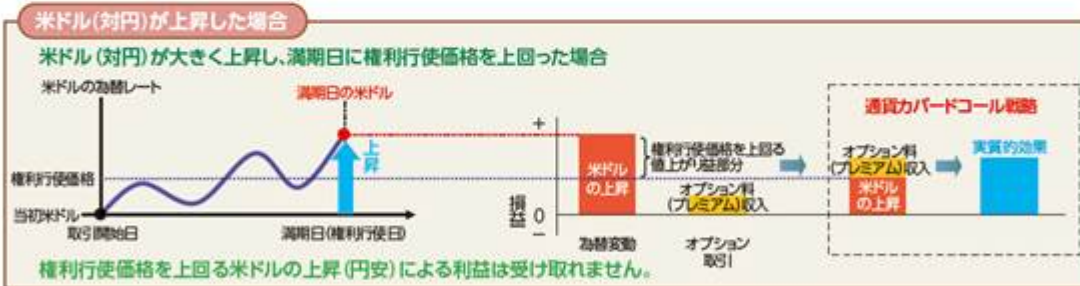 米ドル(対円)が上昇した場合
米ドル(対円)が大きく上昇し、満期日に権利行使価格を上回った場合
米ドルの為替レート
満期日の米ドル
上昇
権利行使価格
当初米ドル
取引開始日
満期日(権利行使日)
損益
+
0
−
米ドル
の上昇
権利行使価格を上回る
値上がり益部分
オプション料
(プレミアム)収入
為替変動
オプション
取引
通貨カバードコール戦略
オプション料
(プレミアム)収入
米ドル
の上昇
実質的効果
権利行使価格を上回る米ドルの上昇(円安)による利益は受け取れません。